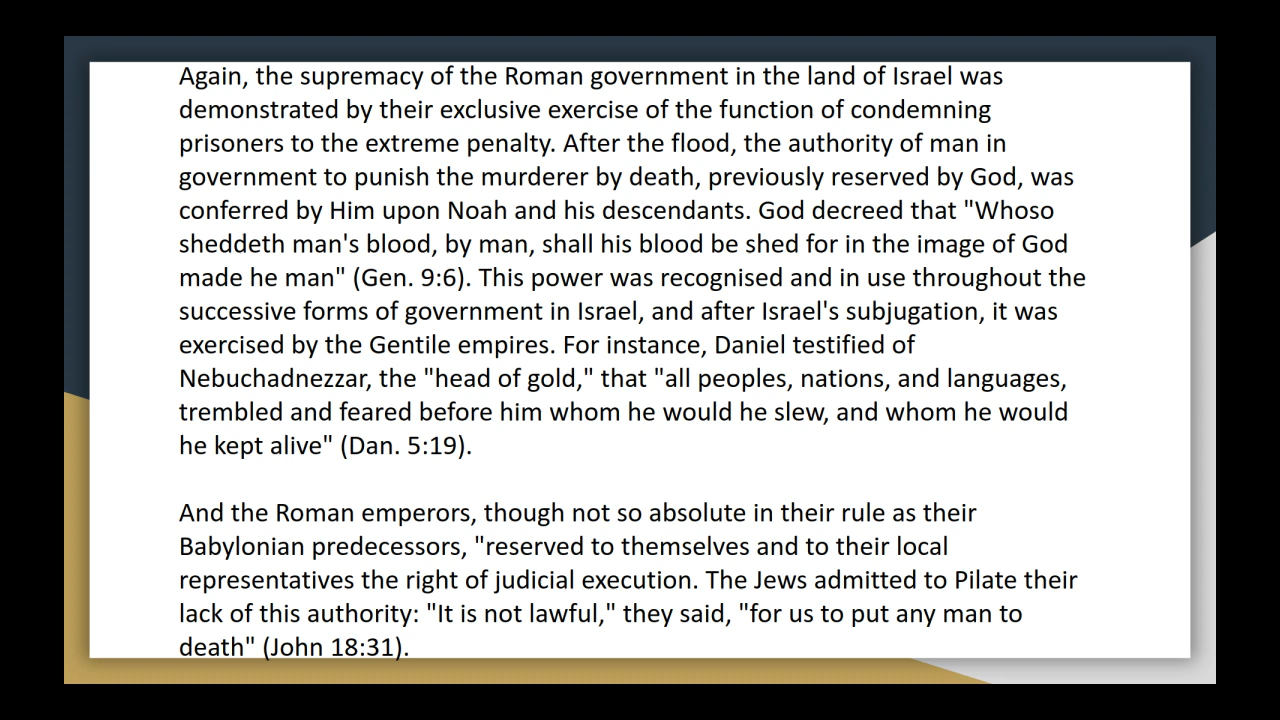 Again, the supremacy of the Roman government in the land of Israel was
demonstrated by their exclusive exercise of the function of condemning
prisoners to the extreme penalty. After the flood, the authority of man in
government to punish the murderer by death, previously reserved by God, was
conferred by Him upon Noah and his descendants. God decreed that "Whoso
sheddeth man's blood, by man, shall his blood be shed for in the image of God
made he man" (Gen. 9:6). This power was recognised and in use throughout the
successive forms of government in Israel, and after Israel's subjugation, it was
exercised by the Gentile empires. For instance, Daniel testified of
Nebuchadnezzar, the "head of gold," that "all peoples, nations, and languages,
trembled and feared before him whom he would he slew, and whom he would
he kept alive" (Dan. 5:19).
And the Roman emperors, though not so absolute in their rule as their
Babylonian predecessors, "reserved to themselves and to their local
representatives the right of judicial execution. The Jews admitted to Pilate their
lack of this authority: "It is not lawful," they said, "for us to put any man to
death" (John 18:31).